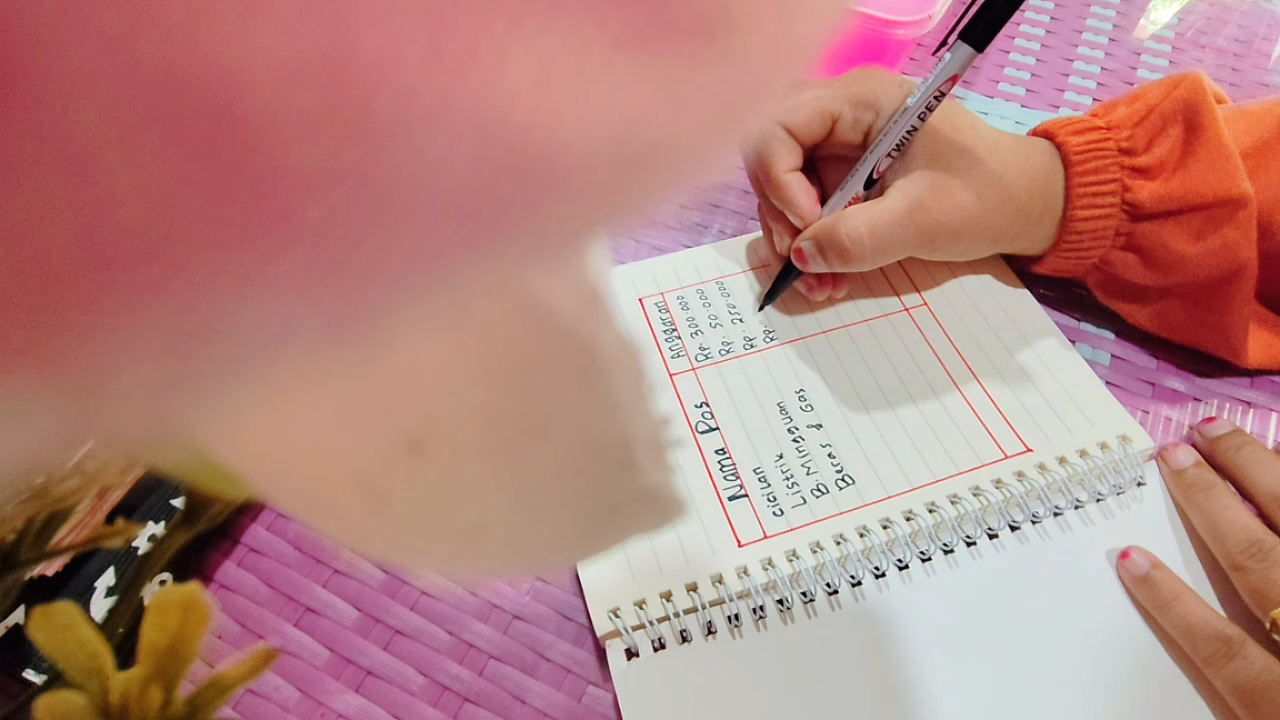 Nama Pos Anggaran
Cicilan Rp. 300.000
Listrik Rp. 50.000
B. Mingguan Rp. 250.000
Beras & Gas Rp.
TWIN PEN